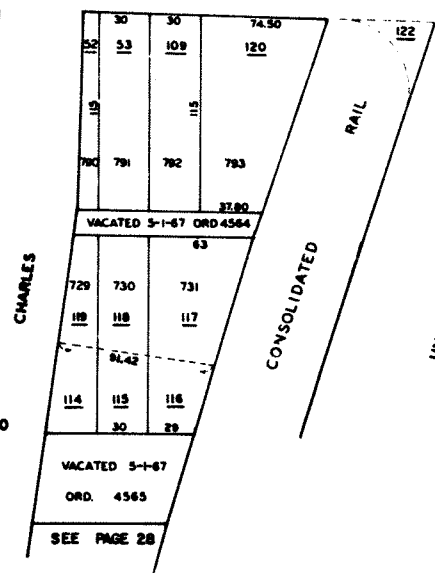 30 30 74.50
52 53 109 120 122
115 115
RAIL
790 791 792 793
37.80
VACATED 5-1-67 ORD 4564
63
CONSOLIDATED
CHARLES
729 730 731
119 118 117
91.42
114 115 116
30 29
VACATED 5-1-67
ORD. 4565
SEE PAGE 28